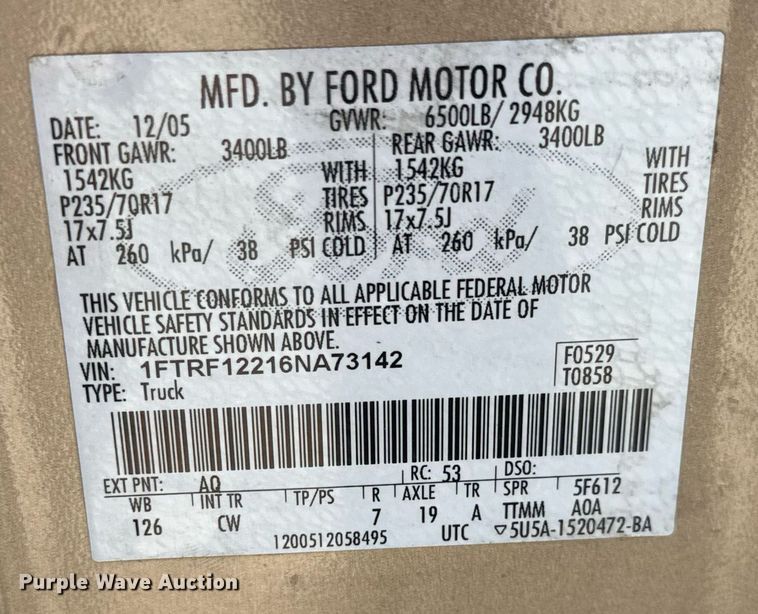 MFD. BY FORD MOTOR CO.
DATE: 12/05 GVWR: 6500LB/ 2948KG
FRONT GAWR: 3400LB REAR GAWR: 3400LB
1542KG WITH 1542KG WITH
P235/70R17 TIRES P235/70R17 TIRES
17x7.5J RIMS 17x7.5J RIMS
AT 260 kPa/ 38 PSI COLD AT 260 kPa/ 38 PSI COLD
THIS VEHICLE CONFORMS TO ALL APPLICABLE FEDERAL MOTOR
VEHICLE SAFETY STANDARDS IN EFFECT ON THE DATE OF
MANUFACTURE SHOWN ABOVE.
VIN: 1FTRF12216NA73142 F0529
TYPE: Truck T0858
EXT PNT: AQ RC: 53 DSO:
WB INT TR TP/PS R AXLE TR SPR 5F612
126 CW 7 19 A TTMM AOA
1200512058495 UTC ▽5U5A-1520472-BA
Purple Wave Auction